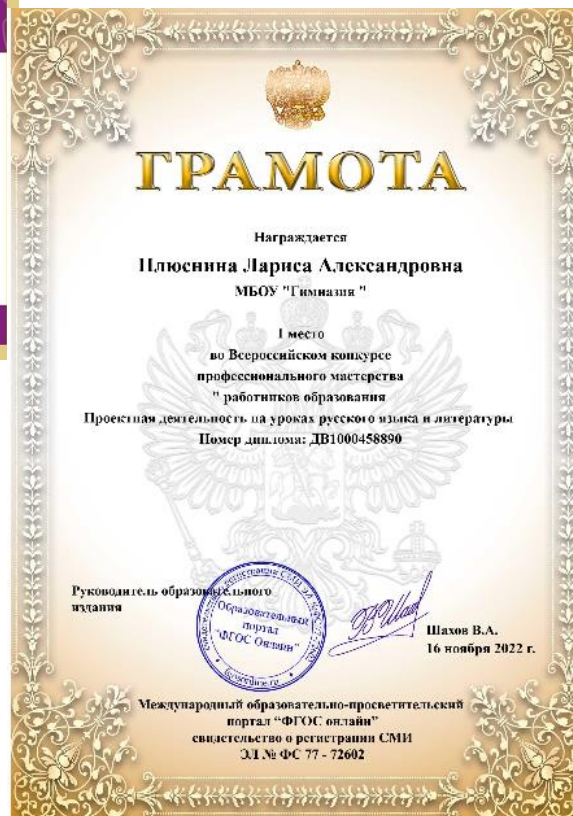 ГРАМОТА
Награждается
Плюснина Лариса Александровна
МБОУ "Гимназия "
1 место
во Всероссийском конкурсе
профессионального мастерства
" работников образования
Проектная деятельность на уроках русского языка и литературы
Номер диплома: ДВ1000458890
Руководитель образовательного
издания
Образовательный
портал
"ФГОС Онлайн"
Шахов В.А.
16 ноября 2022 г.
Международный образовательно-просветительский
портал “ФГОС онлайн”
свидетельство о регистрации СМИ
ЭЛ № ФС 77 - 72602